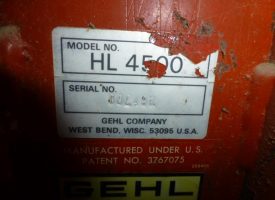 MODEL NO.
HL 4500
SERIAL NO.
GEHL COMPANY
WEST BEND, WISC. 53095 U.S.A.
MANUFACTURED UNDER U.S.
PATENT NO. 3767075
GEHL